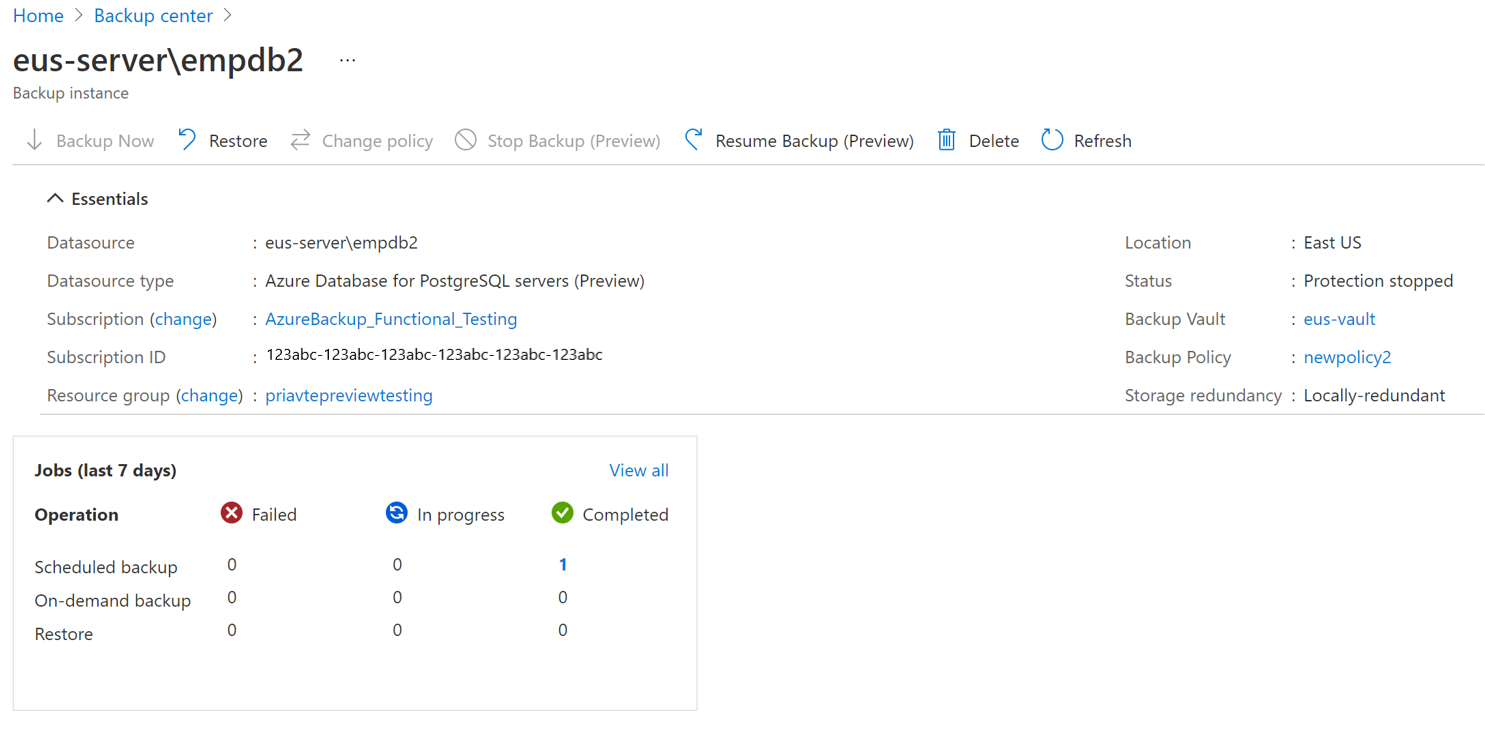 Home > Backup center >
eus-server\empdb2 ...
Backup instance
Backup Now Restore Change policy Stop Backup (Preview) Resume Backup (Preview) Delete Refresh
Essentials
Datasource : eus-server\empdb2 Location : East US
Datasource type : Azure Database for PostgreSQL servers (Preview) Status : Protection stopped
Subscription (change) : AzureBackup_Functional_Testing Backup Vault : eus-vault
Subscription ID : 123abc-123abc-123abc-123abc-123abc-123abc Backup Policy : newpolicy2
Resource group (change) : priavtepreviewtesting Storage redundancy : Locally-redundant
Jobs (last 7 days) View all
Operation Failed In progress Completed
Scheduled backup 0 0 1
On-demand backup 0 0 0
Restore 0 0 0